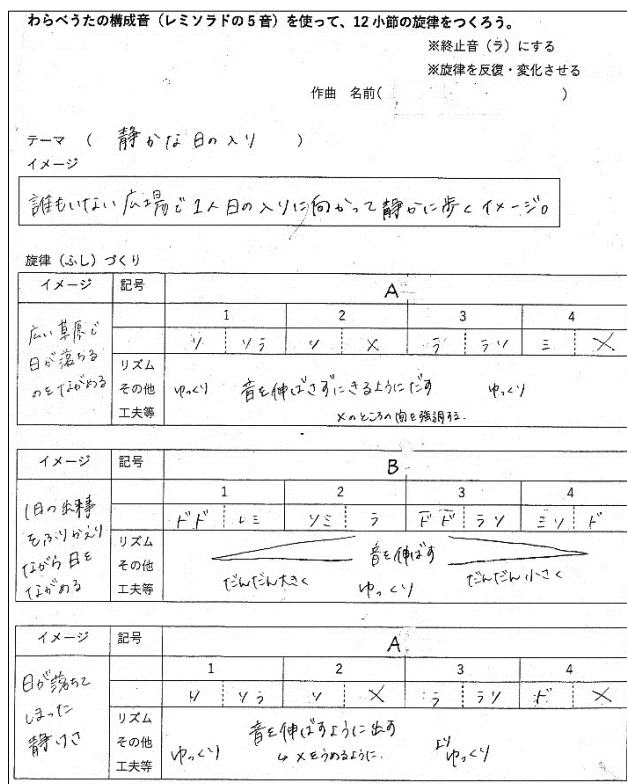 わらべうたの構成音（レミソラドの5音）を使って、12小節の旋律をつくろう。
※終止音（ラ）にする
※旋律を反復・変化させる
作曲　名前（　　　）
テーマ（　静かな日の入り　）
イメージ
誰もいない広場で1人日の入りに向かって静かに歩くイメージ。
旋律（ふし）づくり
イメージ　記号　A
1　2　3　4
ソ　ソラ　ソ　×　ラ　ラソ　ミ　×
広い草原で
日が落ちる
のをながめる
リズム
その他
工夫等
ゆっくり　音を伸ばさずにきるようにだす　ゆっくり
×のところの間を強調する.
イメージ　記号　B
1　2　3　4
ドド　レミ　ソミ　ラ　ドド　ラソ　ミソ　ド
1日の出来事
をふりかえり
ながら日を
ながめる
リズム
その他
工夫等
音を伸ばす
だんだん大きく　ゆっくり　だんだん小さく
イメージ　記号　A
1　2　3　4
ソ　ソラ　ソ　×　ラ　ラソ　ド　×
日が落ちて
しまった
静けさ
リズム
その他
工夫等
音を伸ばすように出す
ゆっくり　↳×をうめるように.　よりゆっくり